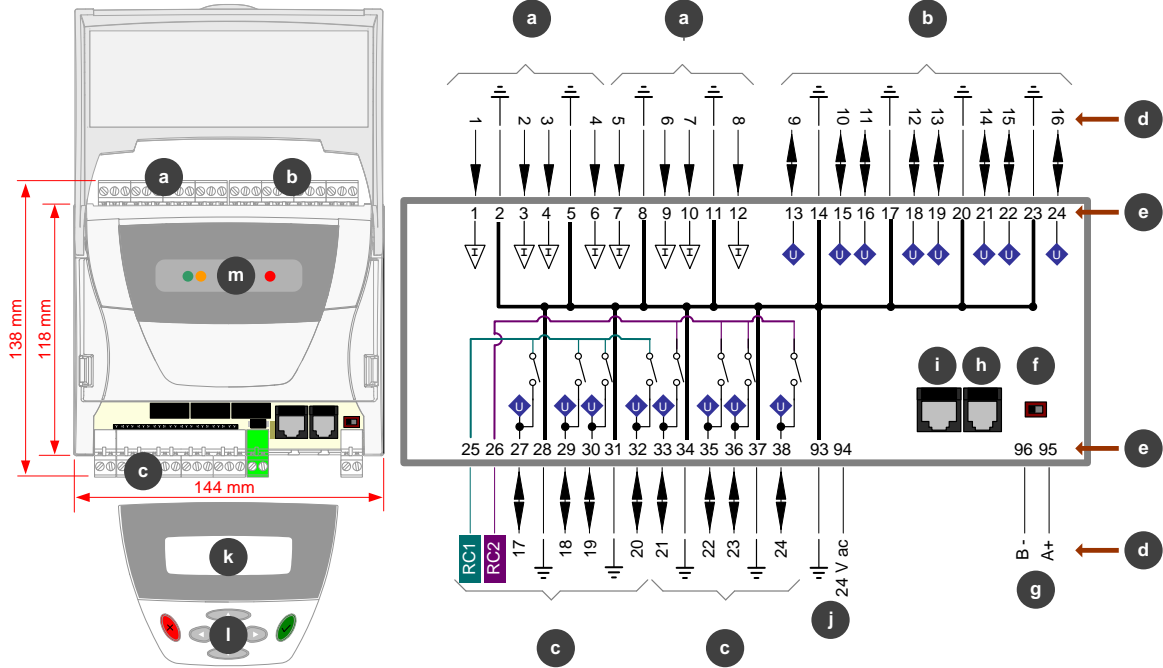 a a b
1 2 3 4 5 6 7 8 9 10 11 12 13 14 15 16 d
a b
1 2 3 4 5 6 7 8 9 10 11 12 13 14 15 16 17 18 19 20 21 22 23 24 e
I I I I I I I I U U U U U U U U
m
138 mm
118 mm
i h f
U U U U U U U U
25 26 27 28 29 30 31 32 33 34 35 36 37 38 93 94 96 95 e
c
144 mm
RC1 RC2 17 18 19 20 21 22 23 24 24 V ac B - A+ d
k
g
j
l
c c